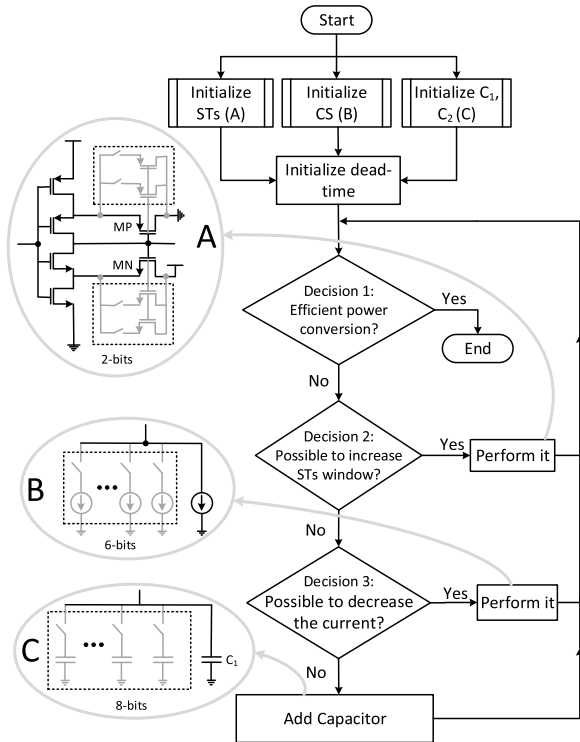 Start
Initialize
STs (A)
Initialize
CS (B)
Initialize C₁,
C₂ (C)
Initialize dead-
time
MP
MN
A
2-bits
Decision 1:
Efficient power
conversion?
Yes
End
No
Decision 2:
Possible to increase
STs window?
Yes
Perform it
B
6-bits
No
Decision 3:
Possible to decrease
the current?
Yes
Perform it
C
C₁
8-bits
No
Add Capacitor